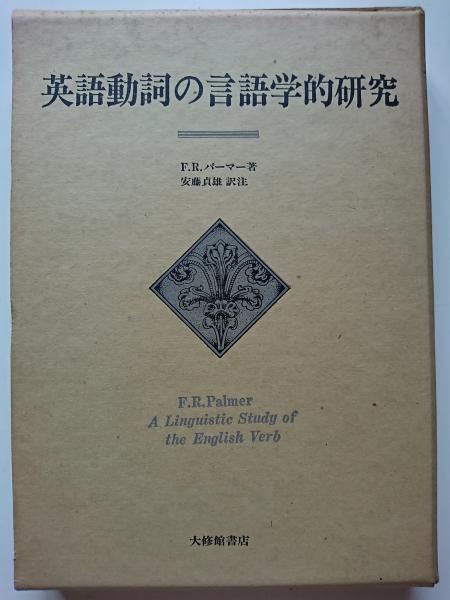 英語動詞の言語学的研究
F.R.パーマー著
安藤貞雄 訳注
F.R.Palmer
A Linguistic Study of
the English Verb
大修館書店